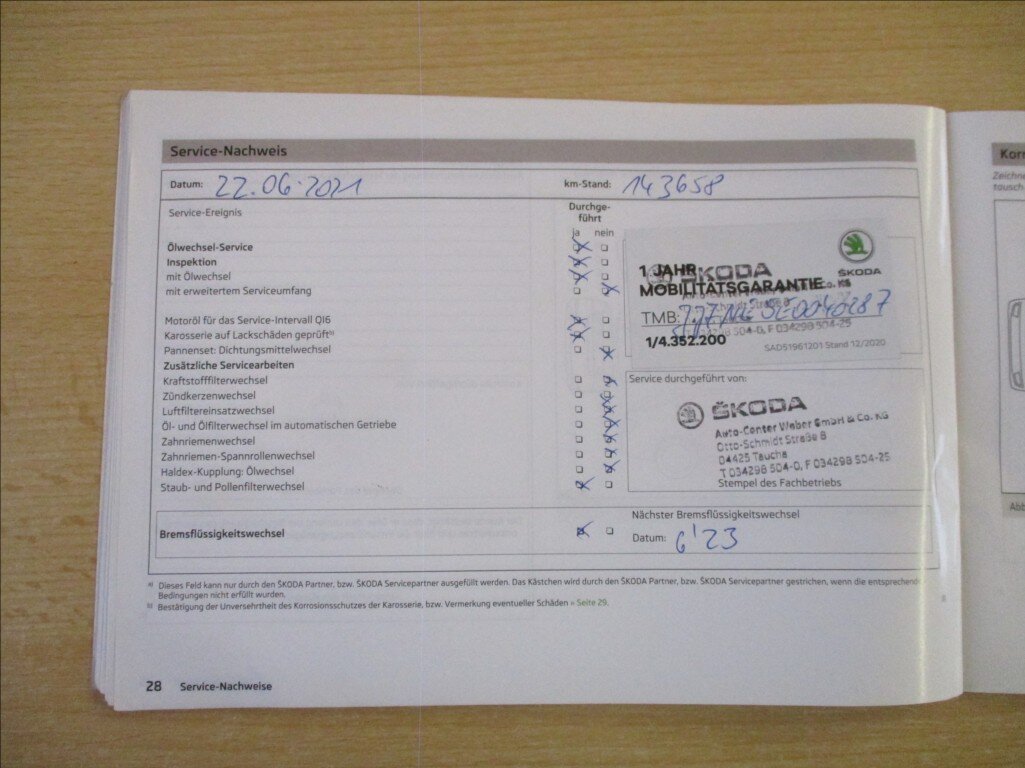 Service-Nachweis
Datum: 22.06.2021 km-Stand: 143658
Service-Ereignis Durchge-
führt
ja nein
Ölwechsel-Service
Inspektion
mit Ölwechsel
mit erweitertem Serviceumfang
Motoröl für das Service-Intervall QI6
Karosserie auf Lackschäden geprüft b)
Pannenset: Dichtungsmittelwechsel
Zusätzliche Servicearbeiten
Kraftstofffilterwechsel
Zündkerzenwechsel
Luftfiltereinsatzwechsel
Öl- und Ölfilterwechsel im automatischen Getriebe
Zahnriemenwechsel
Zahnriemen-Spannrollenwechsel
Haldex-Kupplung: Ölwechsel
Staub- und Pollenfilterwechsel
ŠKODA
1 JAHR ŠKODA
MOBILITÄTSGARANTIE
TMB:
F 034298 504-25
1/4.352.200
SAD51961201 Stand 12/2020
Service durchgeführt von:
ŠKODA
Auto-Center Weber GmbH & Co. KG
Otto-Schmidt Straße 8
04425 Taucha
T 034298 504-0, F 034298 504-25
Stempel des Fachbetriebs
Bremsflüssigkeitswechsel
Nächster Bremsflüssigkeitswechsel
Datum: 6'23
a) Dieses Feld kann nur durch den ŠKODA Partner, bzw. ŠKODA Servicepartner ausgefüllt werden. Das Kästchen wird durch den ŠKODA Partner, bzw. ŠKODA Servicepartner gestrichen, wenn die entsprechende
Bedingungen nicht erfüllt wurden.
b) Bestätigung der Unversehrtheit des Korrosionsschutzes der Karosserie, bzw. Vermerkung eventueller Schäden » Seite 29.
28 Service-Nachweise
Korr
Zeichne
tausch
Abb